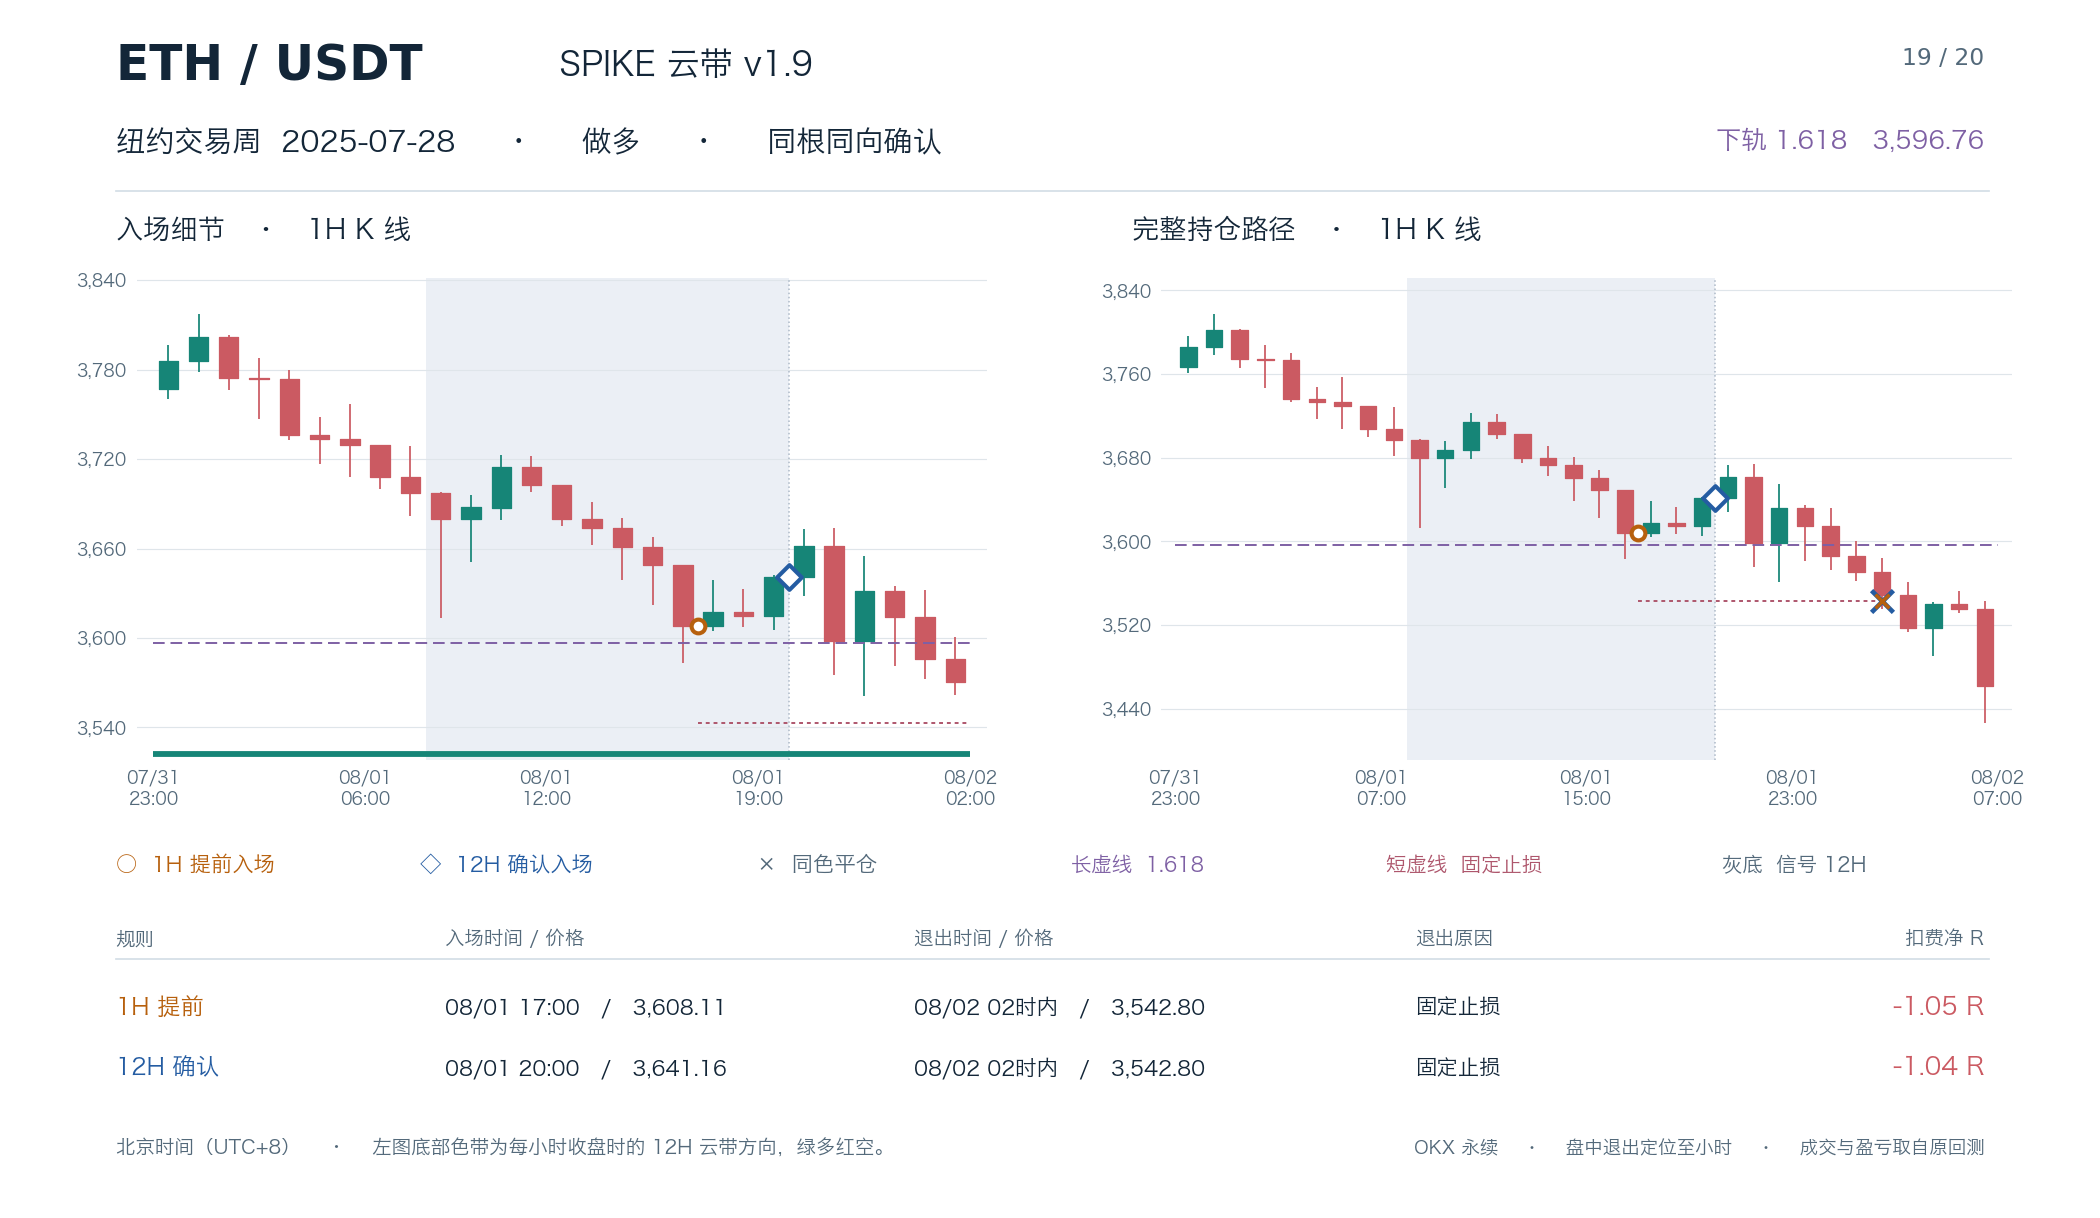 ETH / USDT SPIKE 云带 v1.9 19 / 20
纽约交易周 2025-07-28 · 做多 · 同根同向确认 下轨 1.618 3,596.76
入场细节 · 1H K 线
3,840
3,780
3,720
3,660
3,600
3,540
07/31 23:00
08/01 06:00
08/01 12:00
08/01 19:00
08/02 02:00
完整持仓路径 · 1H K 线
3,840
3,760
3,680
3,600
3,520
3,440
07/31 23:00
08/01 07:00
08/01 15:00
08/01 23:00
08/02 07:00
○ 1H 提前入场 ◇ 12H 确认入场 × 同色平仓 长虚线 1.618 短虚线 固定止损 灰底 信号 12H
规则 入场时间 / 价格 退出时间 / 价格 退出原因 扣费净 R
1H 提前 08/01 17:00 / 3,608.11 08/02 02时内 / 3,542.80 固定止损 -1.05 R
12H 确认 08/01 20:00 / 3,641.16 08/02 02时内 / 3,542.80 固定止损 -1.04 R
北京时间（UTC+8） · 左图底部色带为每小时收盘时的 12H 云带方向，绿多红空。 OKX 永续 · 盘中退出定位至小时 · 成交与盈亏取自原回测